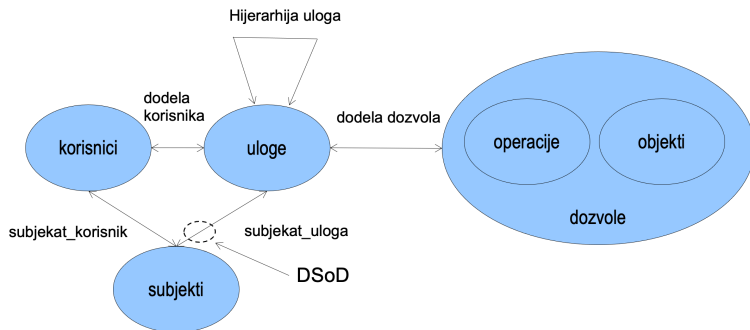 Hijerarhija uloga
dodela
korisnika
dodela dozvola
korisnici
uloge
operacije
objekti
dozvole
subjekat_korisnik
subjekat_uloga
DSoD
subjekti